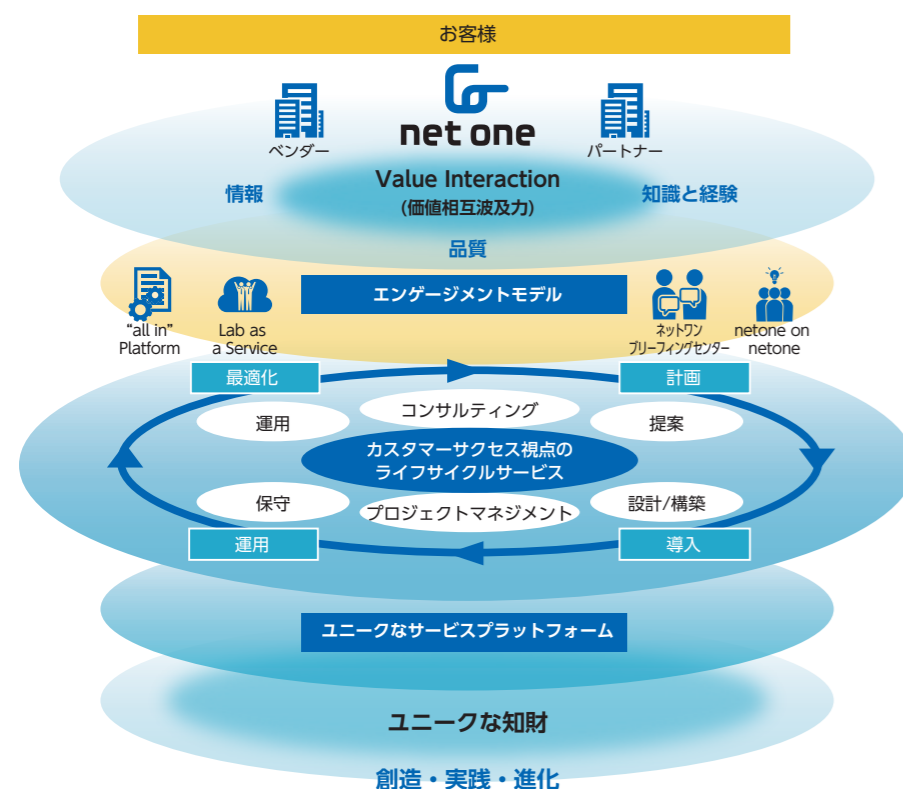 お客様
net one
ベンダー
パートナー
Value Interaction
(価値相互波及力)
情報
知識と経験
品質
エンゲージメントモデル
“all in”
Platform
Lab as
a Service
ネットワン
ブリーフィングセンター
netone on
netone
最適化
計画
運用
コンサルティング
提案
カスタマーサクセス視点の
ライフサイクルサービス
保守
プロジェクトマネジメント
設計/構築
運用
導入
ユニークなサービスプラットフォーム
ユニークな知財
創造・実践・進化